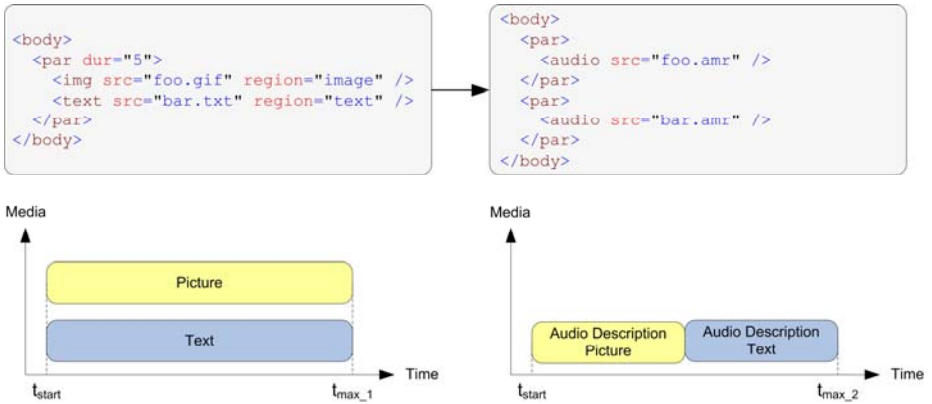 <body>
<par dur="5">
<img src="foo.gif" region="image" />
<text src="bar.txt" region="text" />
</par>
</body>
<body>
<par>
<audio src="foo.amr" />
</par>
<par>
<audio src="bar.amr" />
</par>
</body>
Media
Picture
Text
Time
tstart
tmax_1
Media
Audio Description
Picture
Audio Description
Text
Time
tstart
tmax_2